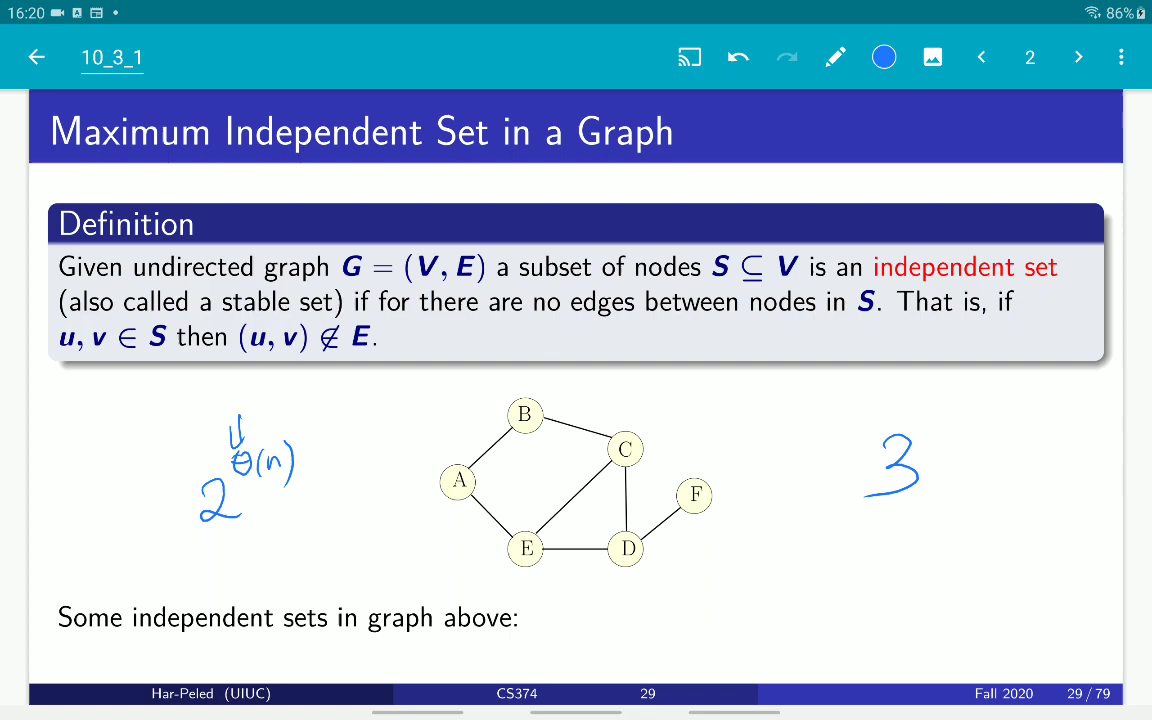 16:20 86%
10_3_1 2
Maximum Independent Set in a Graph
Definition
Given undirected graph G = (V, E) a subset of nodes S ⊆ V is an independent set
(also called a stable set) if for there are no edges between nodes in S. That is, if
u, v ∈ S then (u, v) ∉ E.
2^Θ(n)
B
C
A
F
E
D
3
Some independent sets in graph above:
Har-Peled (UIUC) CS374 29 Fall 2020 29 / 79